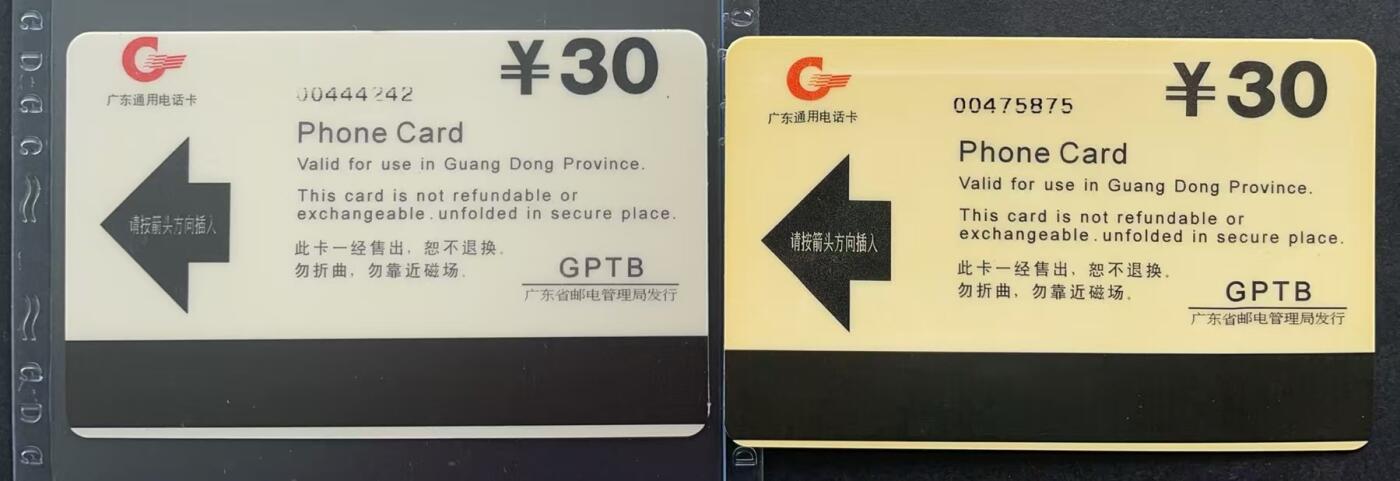 ¥30
00444242
广东通用电话卡
Phone Card
Valid for use in Guang Dong Province.
This card is not refundable or
exchangeable.unfolded in secure place.
请按箭头方向插入
此卡一经售出，恕不退换。
勿折曲，勿靠近磁场。
GPTB
广东省邮电管理局发行
¥30
00475875
广东通用电话卡
Phone Card
Valid for use in Guang Dong Province.
This card is not refundable or
exchangeable.unfolded in secure place.
请按箭头方向插入
此卡一经售出，恕不退换。
勿折曲，勿靠近磁场。
GPTB
广东省邮电管理局发行